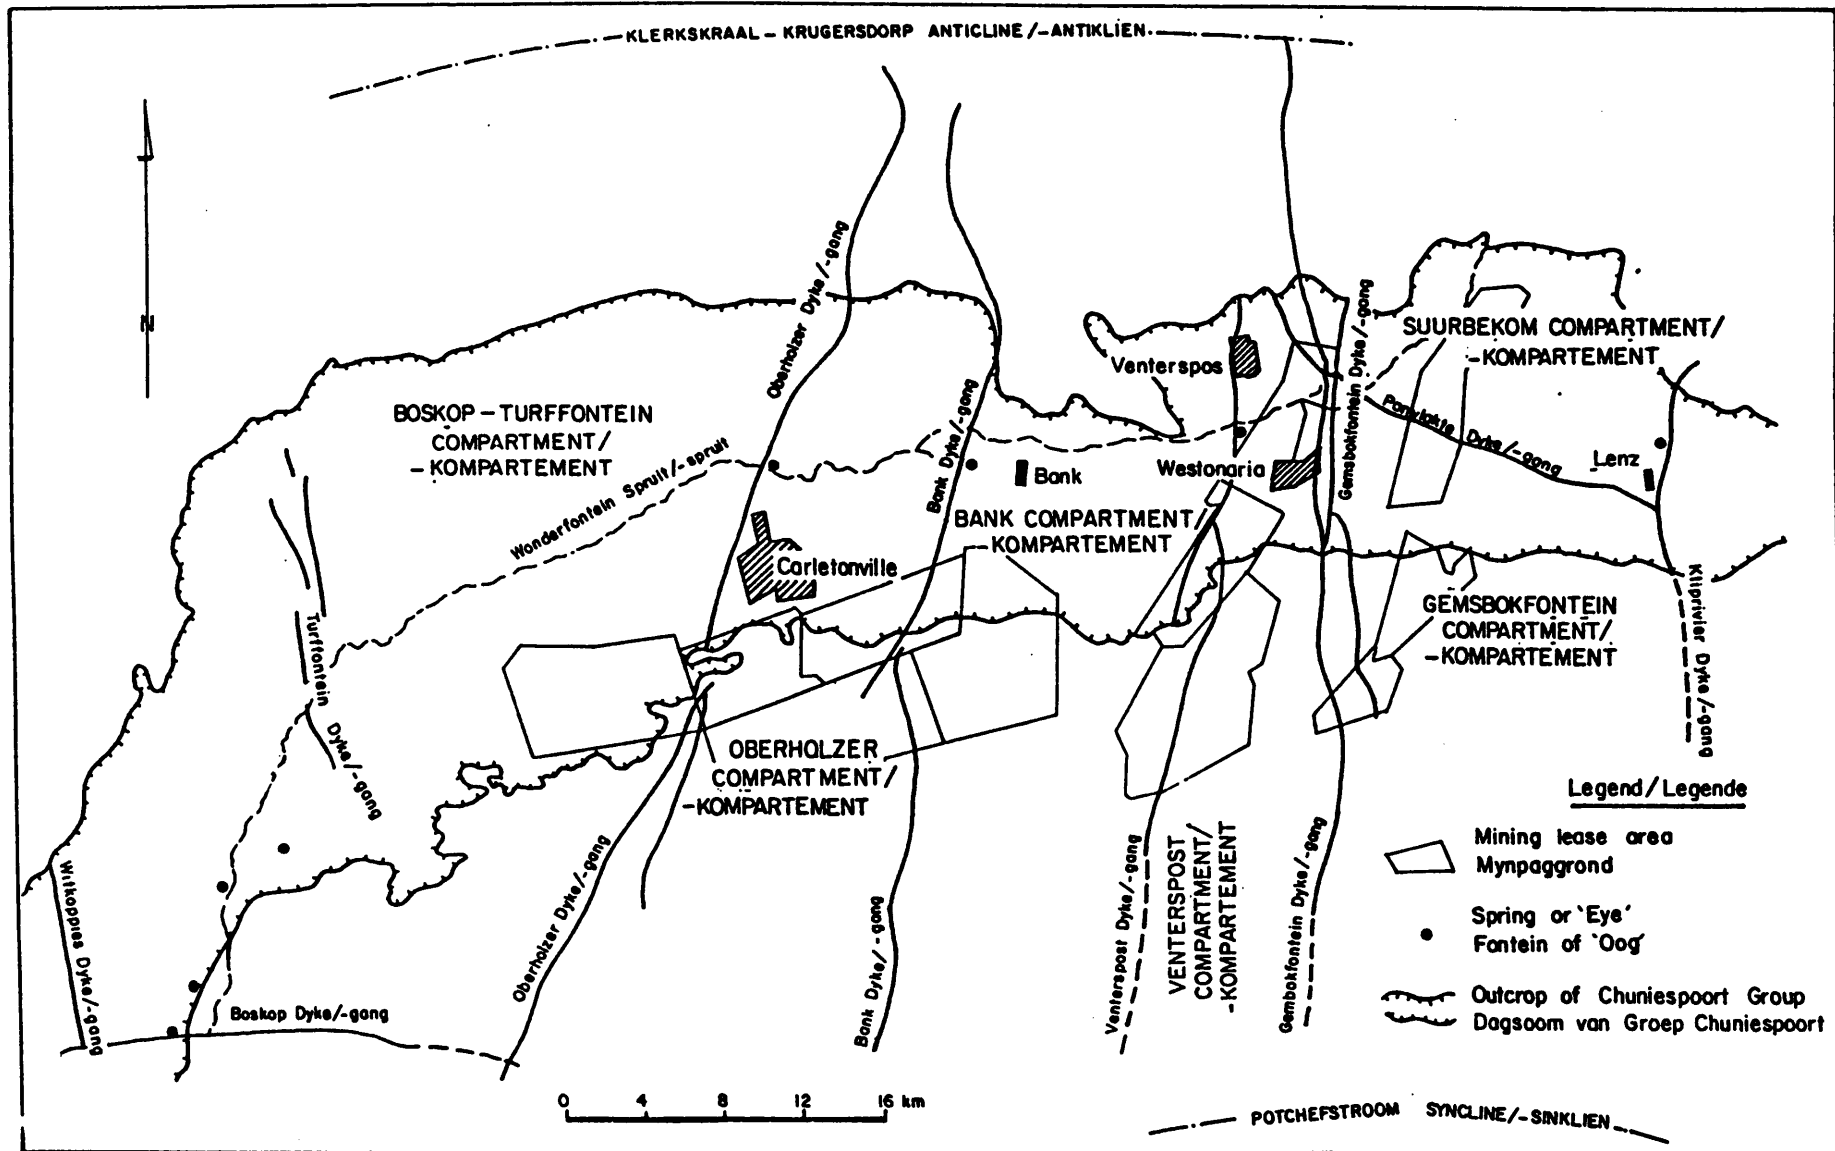 KLERKSKRAAL – KRUGERSDORP ANTICLINE/-ANTIKLIEN
N
Oberholzer Dyke/-gang
SUURBEKOM COMPARTMENT/
-KOMPARTEMENT
Venterspos
Gemsbokfontein Dyke/-gang
BOSKOP – TURFFONTEIN
COMPARTMENT/
-KOMPARTEMENT
Bank Dyke/-gang
Panvlakte Dyke/-gang
Wonderfontein Spruit/-spruit
Bank
Westonaria
Lenz
BANK COMPARTMENT/
-KOMPARTEMENT
Carletonville
GEMSBOKFONTEIN
COMPARTMENT/
-KOMPARTEMENT
Kliprivier Dyke/-gang
Turffontein Dyke/-gang
OBERHOLZER
COMPARTMENT/
-KOMPARTEMENT
Witkoppies Dyke/-gang
Oberholzer Dyke/-gang
Bank Dyke/-gang
Venterspost Dyke/-gang
VENTERSPOST
COMPARTMENT/
-KOMPARTEMENT
Gembokfontein Dyke/-gang
Boskop Dyke/-gang
Legend/Legende
Mining lease area
Mynpaggrond
Spring or 'Eye'
Fontein of 'Oog'
Outcrop of Chuniespoort Group
Dagsoom van Groep Chuniespoort
0 4 8 12 16 km
POTCHEFSTROOM SYNCLINE/-SINKLIEN